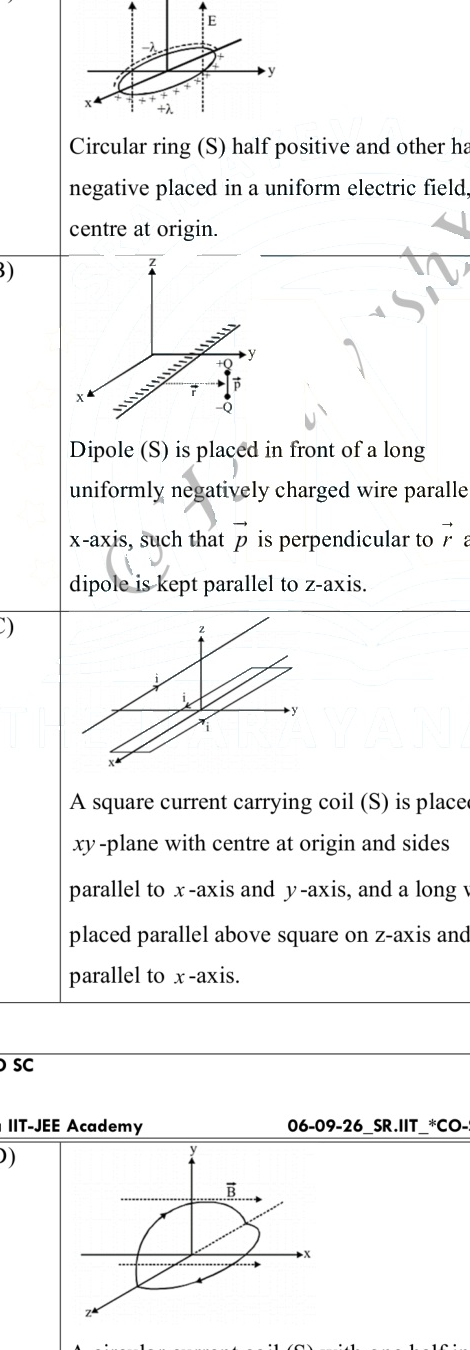 E
−λ
y
x
+λ
Circular ring (S) half positive and other ha
negative placed in a uniform electric field,
centre at origin.
B)
z
y
+Q
p
r
x
−Q
Dipole (S) is placed in front of a long
uniformly negatively charged wire paralle
x-axis, such that p⃗ is perpendicular to r⃗ a
dipole is kept parallel to z-axis.
C)
z
i
i
y
i
x
A square current carrying coil (S) is place
xy -plane with centre at origin and sides
parallel to x -axis and y -axis, and a long w
placed parallel above square on z-axis and
parallel to x -axis.
O SC
IIT-JEE Academy 06-09-26_SR.IIT_*CO-
D)
y
B⃗
x
z